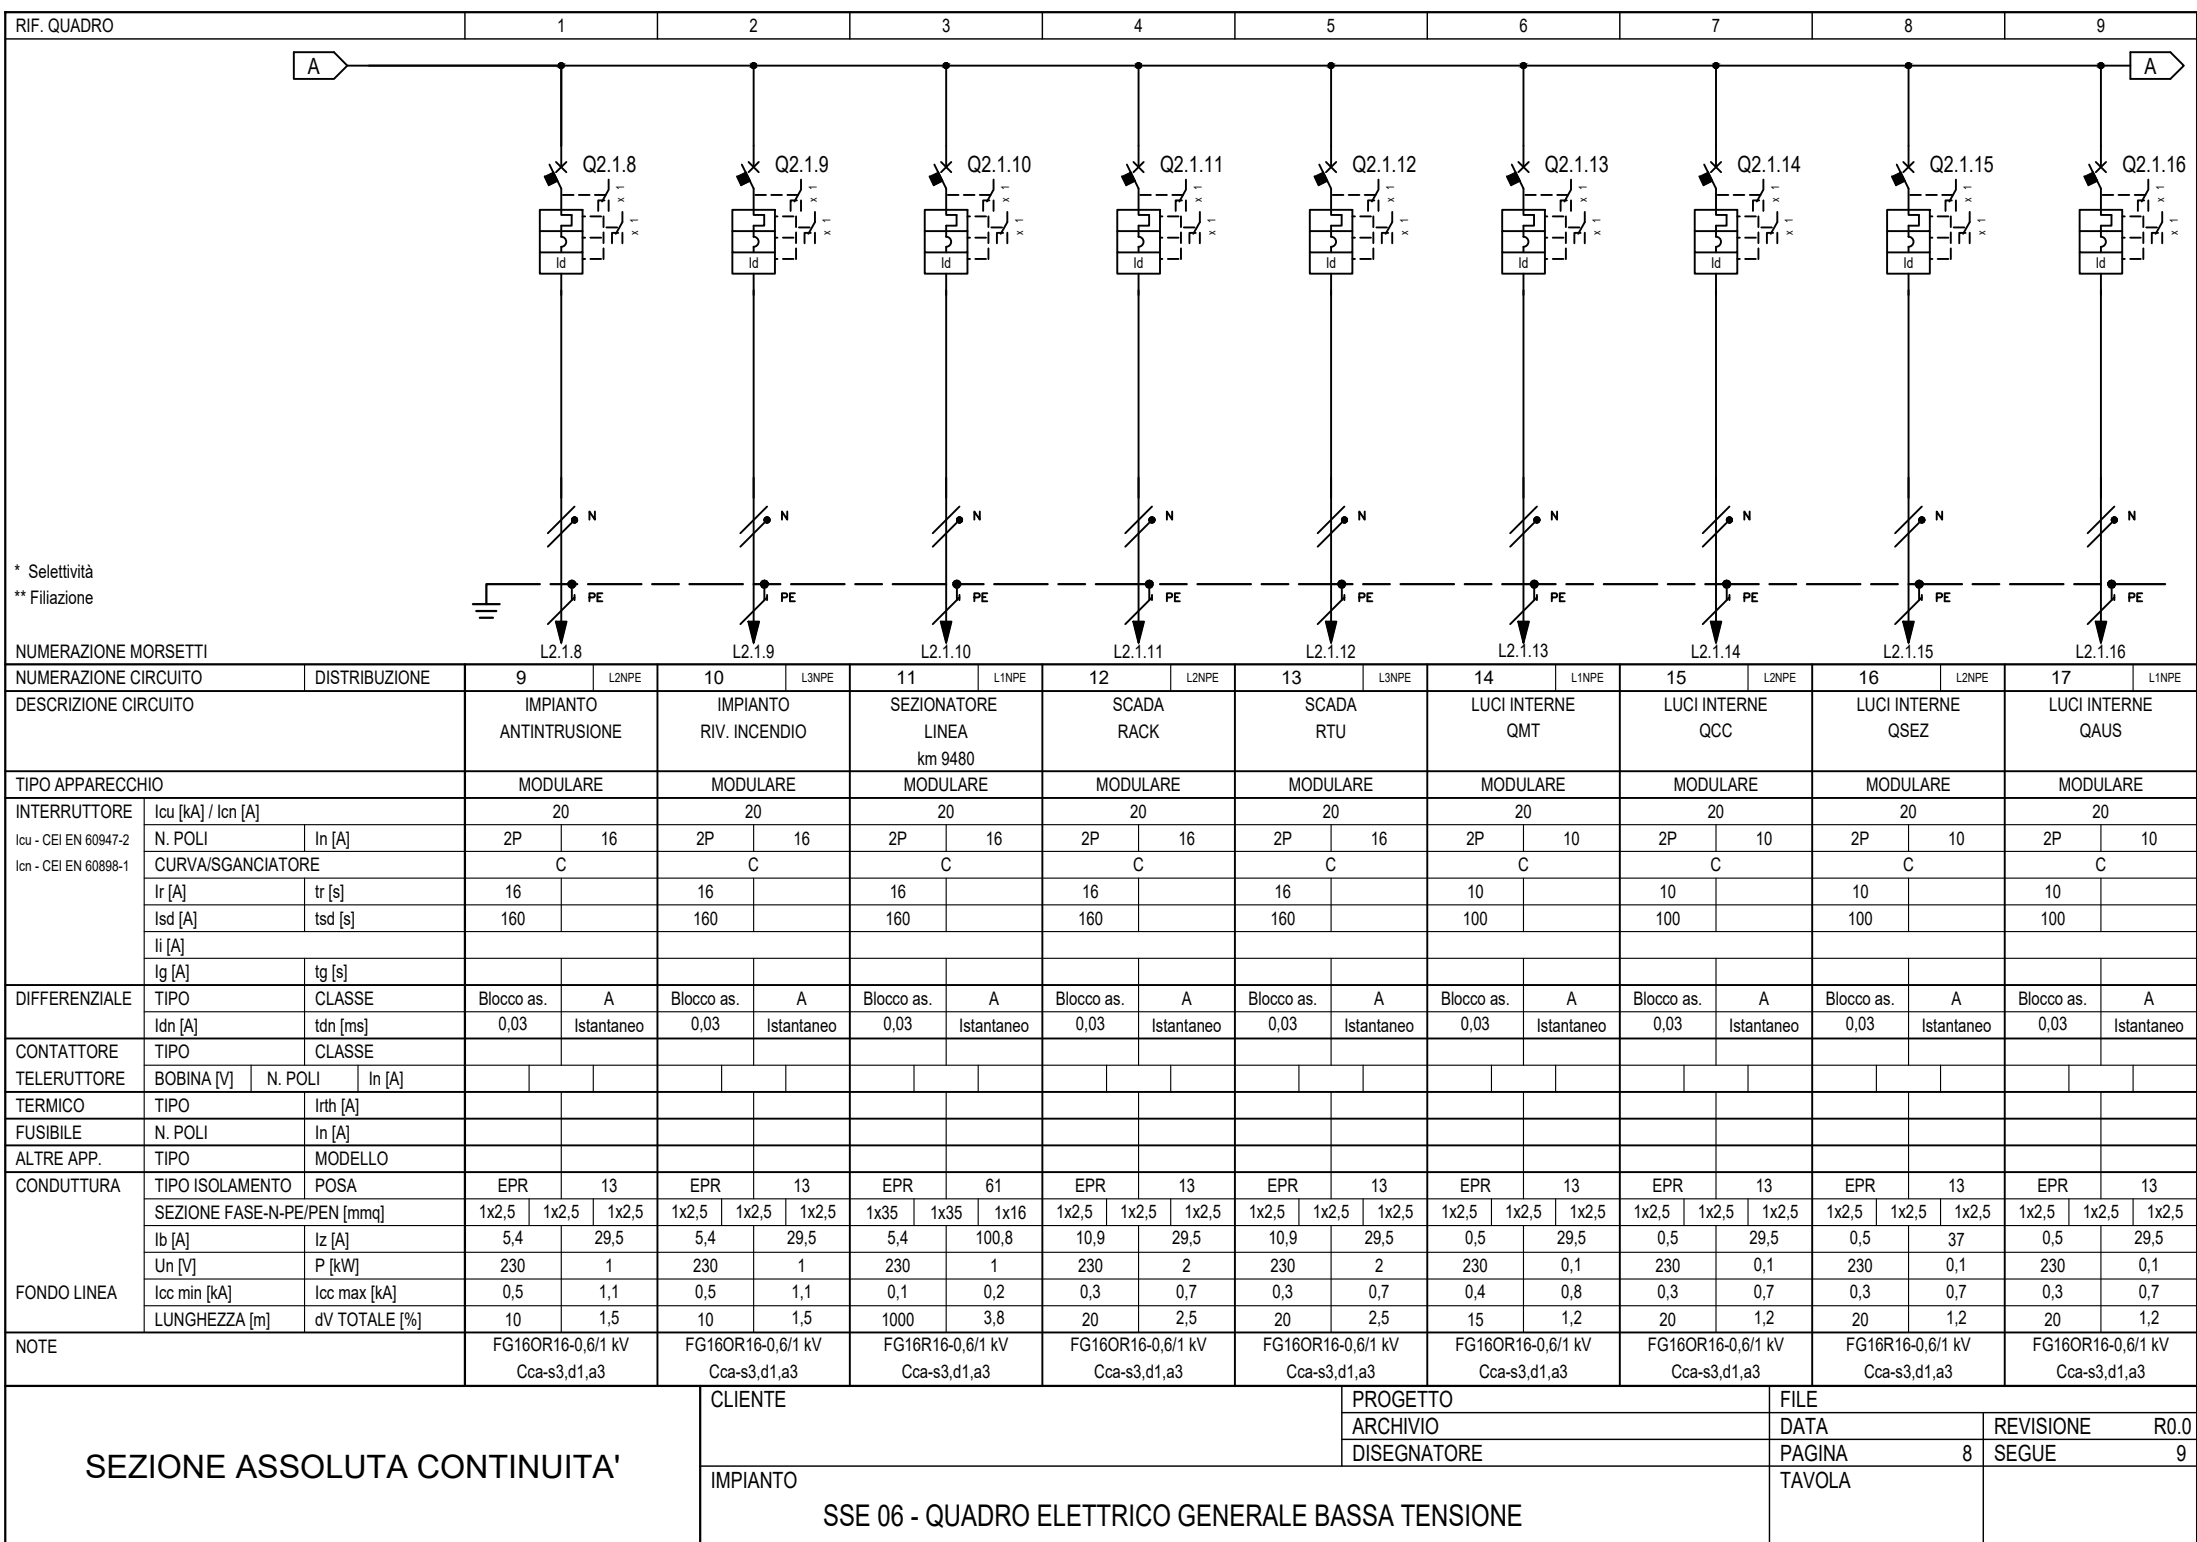 RIF. QUADRO 1 2 3 4 5 6 7 8 9
A A
Q2.1.8 Q2.1.9 Q2.1.10 Q2.1.11 Q2.1.12 Q2.1.13 Q2.1.14 Q2.1.15 Q2.1.16
Id Id Id Id Id Id Id Id Id
N N N N N N N N N
* Selettività
** Filiazione
PE PE PE PE PE PE PE PE PE
NUMERAZIONE MORSETTI L2.1.8 L2.1.9 L2.1.10 L2.1.11 L2.1.12 L2.1.13 L2.1.14 L2.1.15 L2.1.16
NUMERAZIONE CIRCUITO DISTRIBUZIONE 9 L2NPE 10 L3NPE 11 L1NPE 12 L2NPE 13 L3NPE 14 L1NPE 15 L2NPE 16 L2NPE 17 L1NPE
DESCRIZIONE CIRCUITO IMPIANTO IMPIANTO SEZIONATORE SCADA SCADA LUCI INTERNE LUCI INTERNE LUCI INTERNE LUCI INTERNE
ANTINTRUSIONE RIV. INCENDIO LINEA RACK RTU QMT QCC QSEZ QAUS
km 9480
TIPO APPARECCHIO MODULARE MODULARE MODULARE MODULARE MODULARE MODULARE MODULARE MODULARE MODULARE
INTERRUTTORE Icu [kA] / Icn [A] 20 20 20 20 20 20 20 20 20
Icu - CEI EN 60947-2 N. POLI In [A] 2P 16 2P 16 2P 16 2P 16 2P 16 2P 10 2P 10 2P 10 2P 10
Icn - CEI EN 60898-1 CURVA/SGANCIATORE C C C C C C C C C
Ir [A] tr [s] 16 16 16 16 16 10 10 10 10
Isd [A] tsd [s] 160 160 160 160 160 100 100 100 100
Ii [A]
Ig [A] tg [s]
DIFFERENZIALE TIPO CLASSE Blocco as. A Blocco as. A Blocco as. A Blocco as. A Blocco as. A Blocco as. A Blocco as. A Blocco as. A Blocco as. A
Idn [A] tdn [ms] 0,03 Istantaneo 0,03 Istantaneo 0,03 Istantaneo 0,03 Istantaneo 0,03 Istantaneo 0,03 Istantaneo 0,03 Istantaneo 0,03 Istantaneo 0,03 Istantaneo
CONTATTORE TIPO CLASSE
TELERUTTORE BOBINA [V] N. POLI In [A]
TERMICO TIPO Irth [A]
FUSIBILE N. POLI In [A]
ALTRE APP. TIPO MODELLO
CONDUTTURA TIPO ISOLAMENTO POSA EPR 13 EPR 13 EPR 61 EPR 13 EPR 13 EPR 13 EPR 13 EPR 13 EPR 13
SEZIONE FASE-N-PE/PEN [mmq] 1x2,5 1x2,5 1x2,5 1x2,5 1x2,5 1x2,5 1x35 1x35 1x16 1x2,5 1x2,5 1x2,5 1x2,5 1x2,5 1x2,5 1x2,5 1x2,5 1x2,5 1x2,5 1x2,5 1x2,5 1x2,5 1x2,5 1x2,5 1x2,5 1x2,5 1x2,5
Ib [A] Iz [A] 5,4 29,5 5,4 29,5 5,4 100,8 10,9 29,5 10,9 29,5 0,5 29,5 0,5 29,5 0,5 37 0,5 29,5
Un [V] P [kW] 230 1 230 1 230 1 230 2 230 2 230 0,1 230 0,1 230 0,1 230 0,1
FONDO LINEA Icc min [kA] Icc max [kA] 0,5 1,1 0,5 1,1 0,1 0,2 0,3 0,7 0,3 0,7 0,4 0,8 0,3 0,7 0,3 0,7 0,3 0,7
LUNGHEZZA [m] dV TOTALE [%] 10 1,5 10 1,5 1000 3,8 20 2,5 20 2,5 15 1,2 20 1,2 20 1,2 20 1,2
NOTE FG16OR16-0,6/1 kV FG16OR16-0,6/1 kV FG16R16-0,6/1 kV FG16OR16-0,6/1 kV FG16OR16-0,6/1 kV FG16OR16-0,6/1 kV FG16OR16-0,6/1 kV FG16R16-0,6/1 kV FG16OR16-0,6/1 kV
Cca-s3,d1,a3 Cca-s3,d1,a3 Cca-s3,d1,a3 Cca-s3,d1,a3 Cca-s3,d1,a3 Cca-s3,d1,a3 Cca-s3,d1,a3 Cca-s3,d1,a3 Cca-s3,d1,a3
CLIENTE PROGETTO FILE
ARCHIVIO DATA REVISIONE R0.0
DISEGNATORE PAGINA 8 SEGUE 9
SEZIONE ASSOLUTA CONTINUITA'
IMPIANTO TAVOLA
SSE 06 - QUADRO ELETTRICO GENERALE BASSA TENSIONE